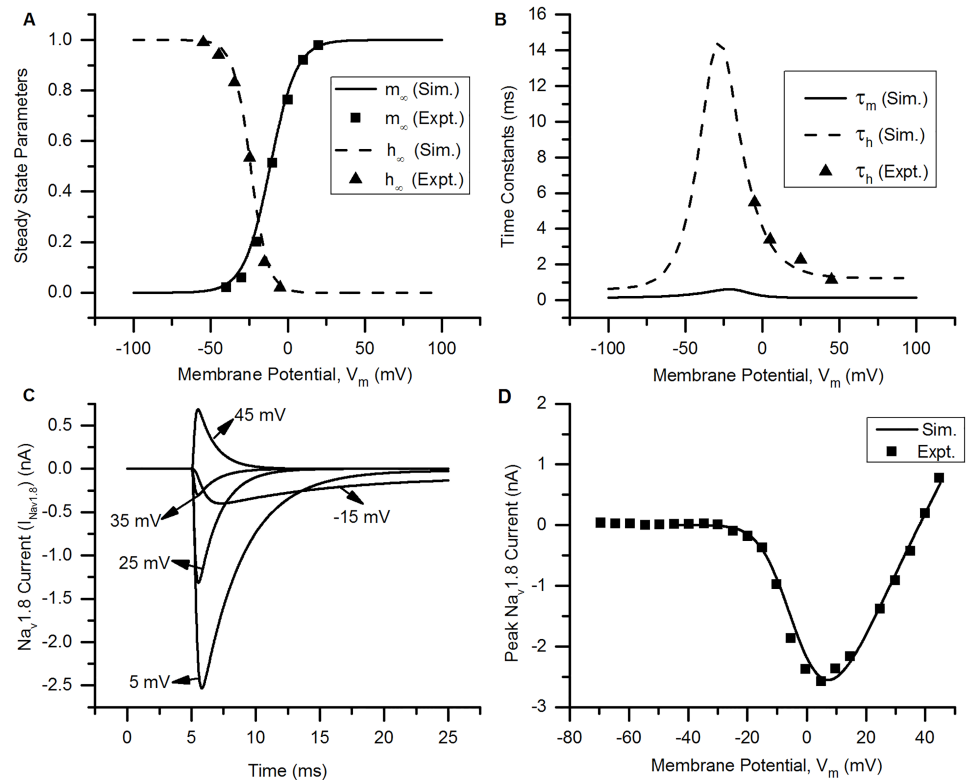 A
Steady State Parameters
1.0
0.8
0.6
0.4
0.2
0.0
-100
-50
0
50
100
Membrane Potential, Vm (mV)
m∞ (Sim.)
m∞ (Expt.)
h∞ (Sim.)
h∞ (Expt.)
B
Time Constants (ms)
16
14
12
10
8
6
4
2
0
-100
-50
0
50
100
Membrane Potential, Vm (mV)
τm (Sim.)
τh (Sim.)
τh (Expt.)
C
Nav1.8 Current (INav1.8) (nA)
0.5
0.0
-0.5
-1.0
-1.5
-2.0
-2.5
0
5
10
15
20
25
Time (ms)
45 mV
35 mV
-15 mV
25 mV
5 mV
D
Peak Nav1.8 Current (nA)
2
1
0
-1
-2
-3
-80
-60
-40
-20
0
20
40
Membrane Potential, Vm (mV)
Sim.
Expt.